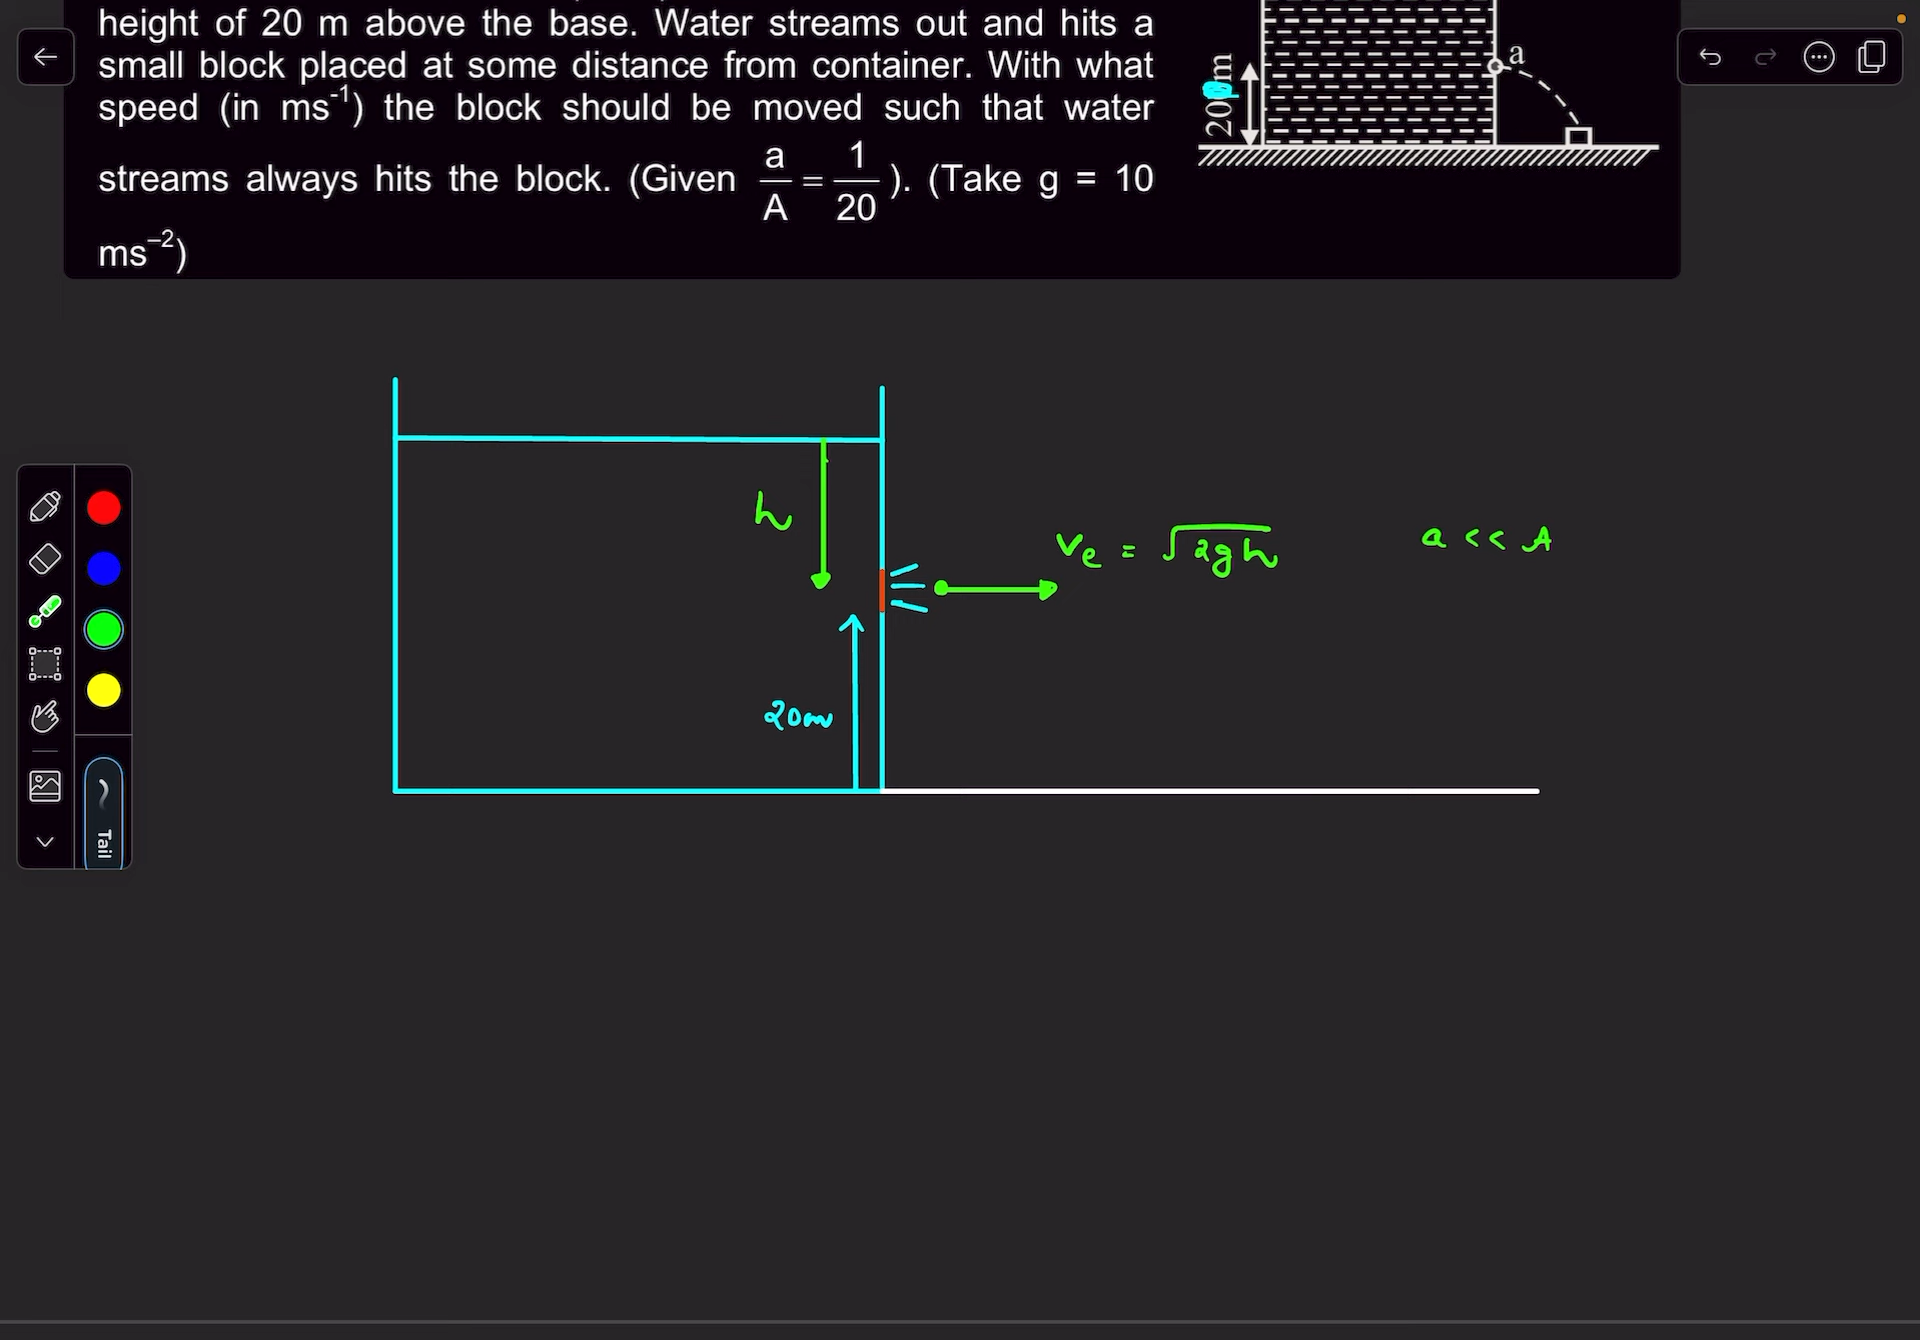 height of 20 m above the base. Water streams out and hits a
small block placed at some distance from container. With what
speed (in ms⁻¹) the block should be moved such that water
streams always hits the block. (Given a/A = 1/20). (Take g = 10
ms⁻²)
20 m
a
h
vₑ = √2gh
a << A
20m
Tail